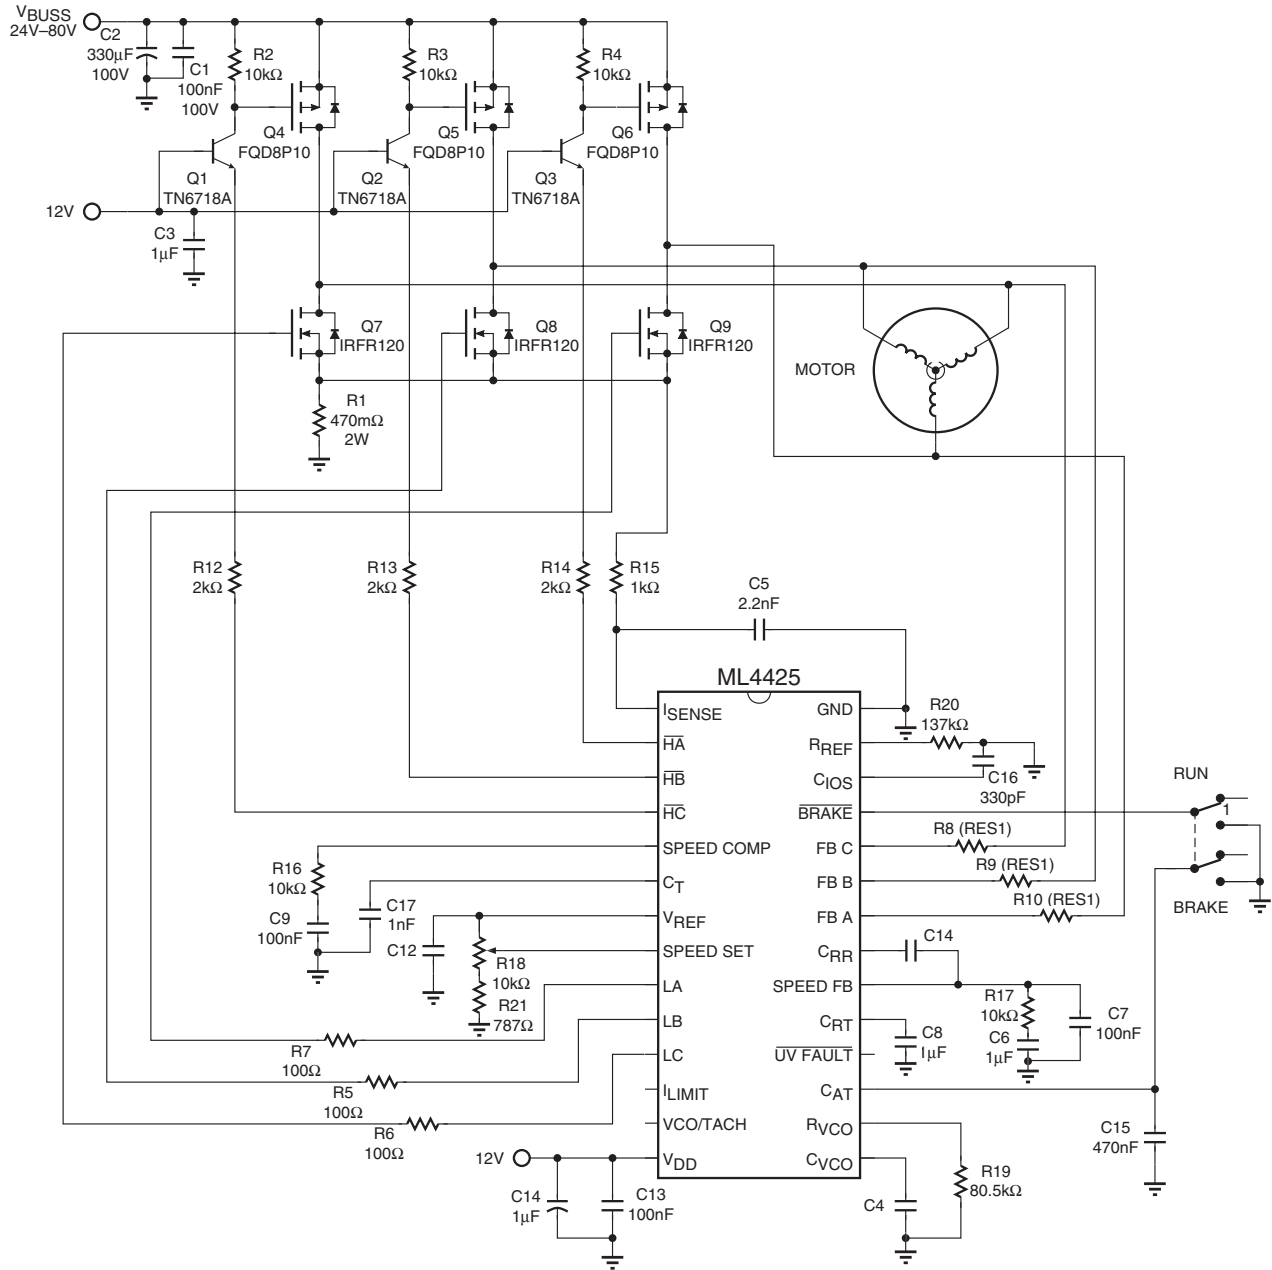 VBUSS
24V–80V
C2
330µF
100V
C1
100nF
100V
R2
10kΩ
R3
10kΩ
R4
10kΩ
Q4
FQD8P10
Q5
FQD8P10
Q6
FQD8P10
Q1
TN6718A
Q2
TN6718A
Q3
TN6718A
12V
C3
1µF
Q7
IRFR120
Q8
IRFR120
Q9
IRFR120
MOTOR
R1
470mΩ
2W
R12
2kΩ
R13
2kΩ
R14
2kΩ
R15
1kΩ
C5
2.2nF
ML4425
ISENSE
HA
HB
HC
SPEED COMP
CT
VREF
SPEED SET
LA
LB
LC
ILIMIT
VCO/TACH
VDD
GND
RREF
CIOS
BRAKE
FB C
FB B
FB A
CRR
SPEED FB
CRT
UV FAULT
CAT
RVCO
CVCO
R20
137kΩ
C16
330pF
RUN
1
BRAKE
R8 (RES1)
R9 (RES1)
R10 (RES1)
R16
10kΩ
C9
100nF
C17
1nF
C12
R18
10kΩ
R21
787Ω
C14
R17
10kΩ
C6
1µF
C7
100nF
C8
1µF
R7
100Ω
R5
100Ω
R6
100Ω
C15
470nF
12V
C14
1µF
C13
100nF
C4
R19
80.5kΩ